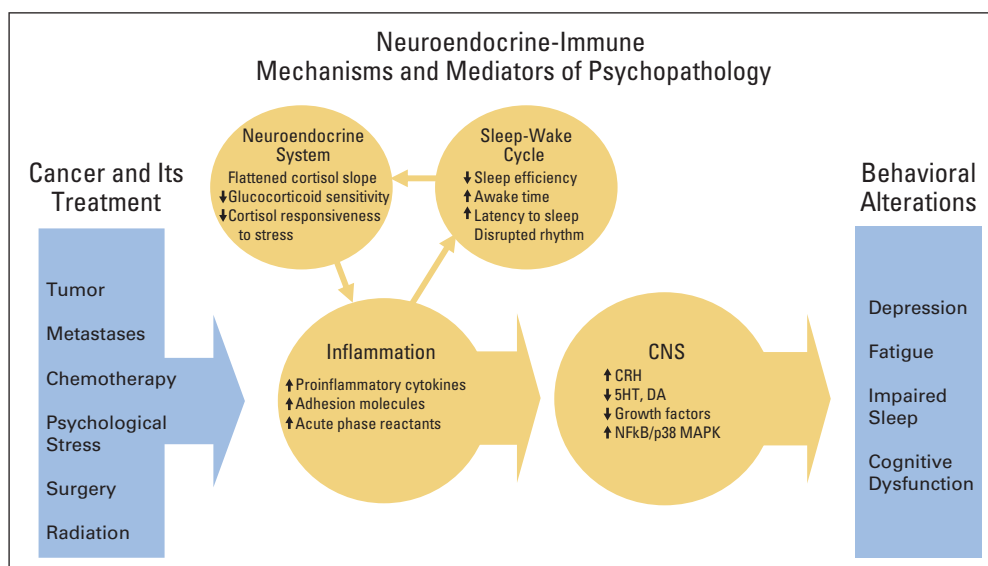 Neuroendocrine-Immune
Mechanisms and Mediators of Psychopathology
Cancer and Its
Treatment
Tumor
Metastases
Chemotherapy
Psychological
Stress
Surgery
Radiation
Neuroendocrine
System
Flattened cortisol slope
↓Glucocorticoid sensitivity
↓Cortisol responsiveness
to stress
Sleep-Wake
Cycle
↓Sleep efficiency
↑Awake time
↑Latency to sleep
Disrupted rhythm
Inflammation
↑Proinflammatory cytokines
↑Adhesion molecules
↑Acute phase reactants
CNS
↑CRH
↓5HT, DA
↓Growth factors
↑NFkB/p38 MAPK
Behavioral
Alterations
Depression
Fatigue
Impaired
Sleep
Cognitive
Dysfunction